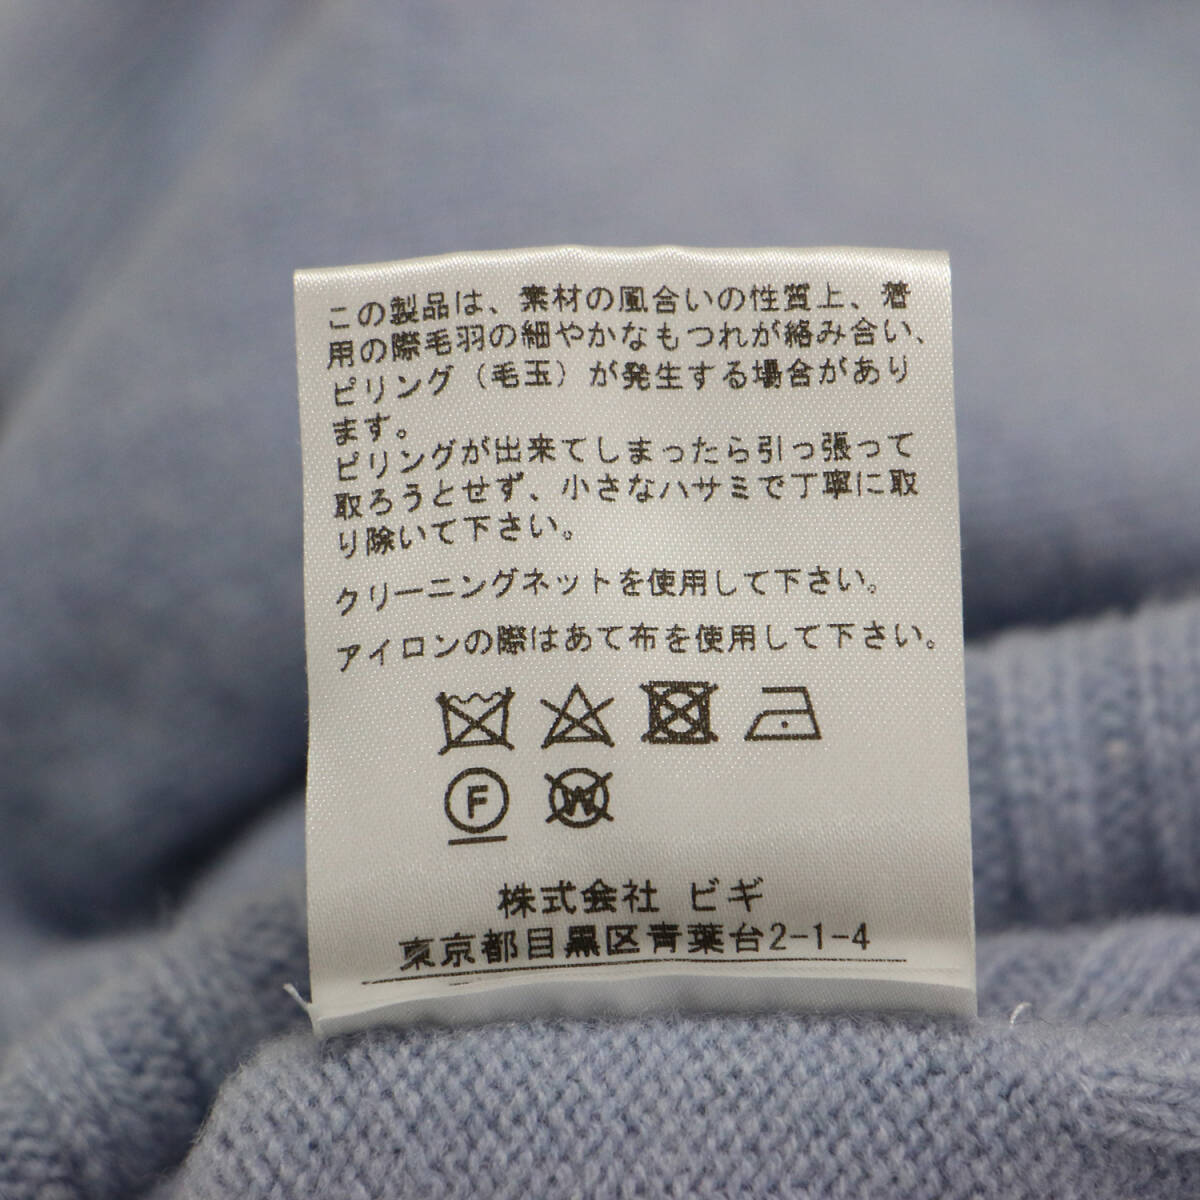 この製品は、素材の風合いの性質上、着
用の際毛羽の細やかなもつれが絡み合い、
ピリング（毛玉）が発生する場合があり
ます。
ピリングが出来てしまったら引っ張って
取ろうとせず、小さなハサミで丁寧に取
り除いて下さい。
クリーニングネットを使用して下さい。
アイロンの際はあて布を使用して下さい。
F W
株式会社 ビギ
東京都目黒区青葉台2-1-4